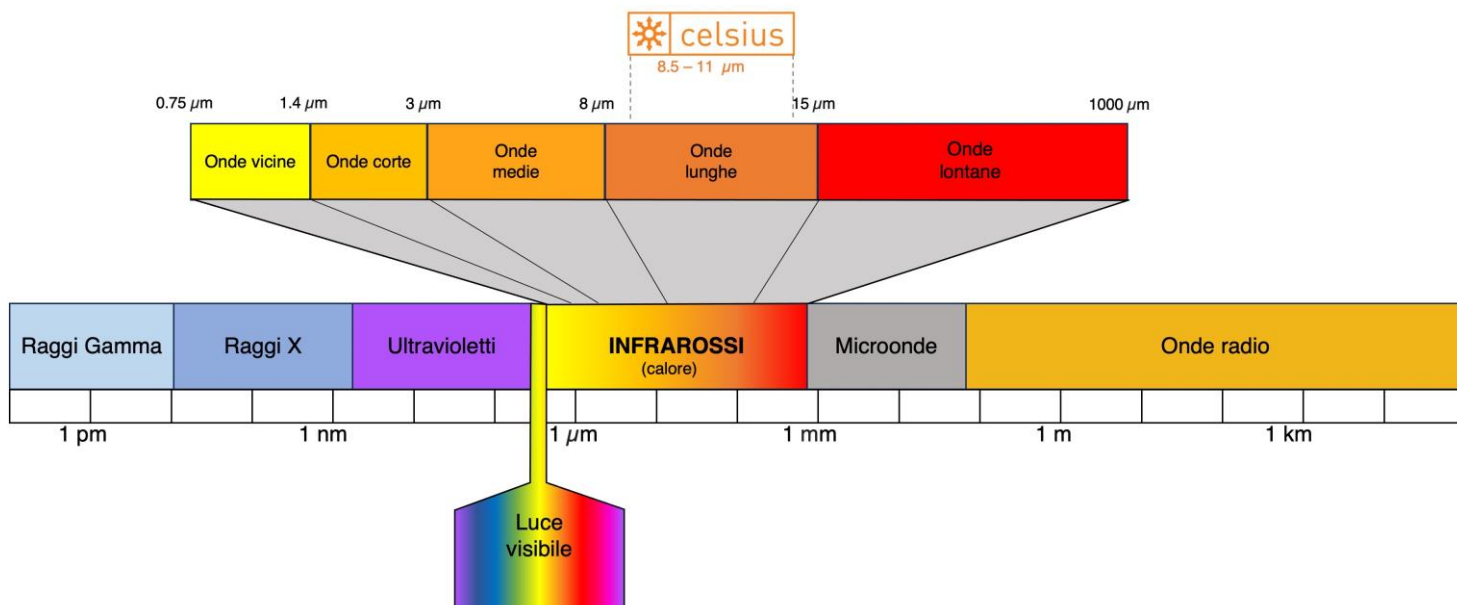 celsius
8.5 – 11 µm
0.75 µm
1.4 µm
3 µm
8 µm
15 µm
1000 µm
Onde vicine
Onde corte
Onde
medie
Onde
lunghe
Onde
lontane
Raggi Gamma
Raggi X
Ultravioletti
INFRAROSSI
(calore)
Microonde
Onde radio
1 pm
1 nm
1 µm
1 mm
1 m
1 km
Luce
visibile